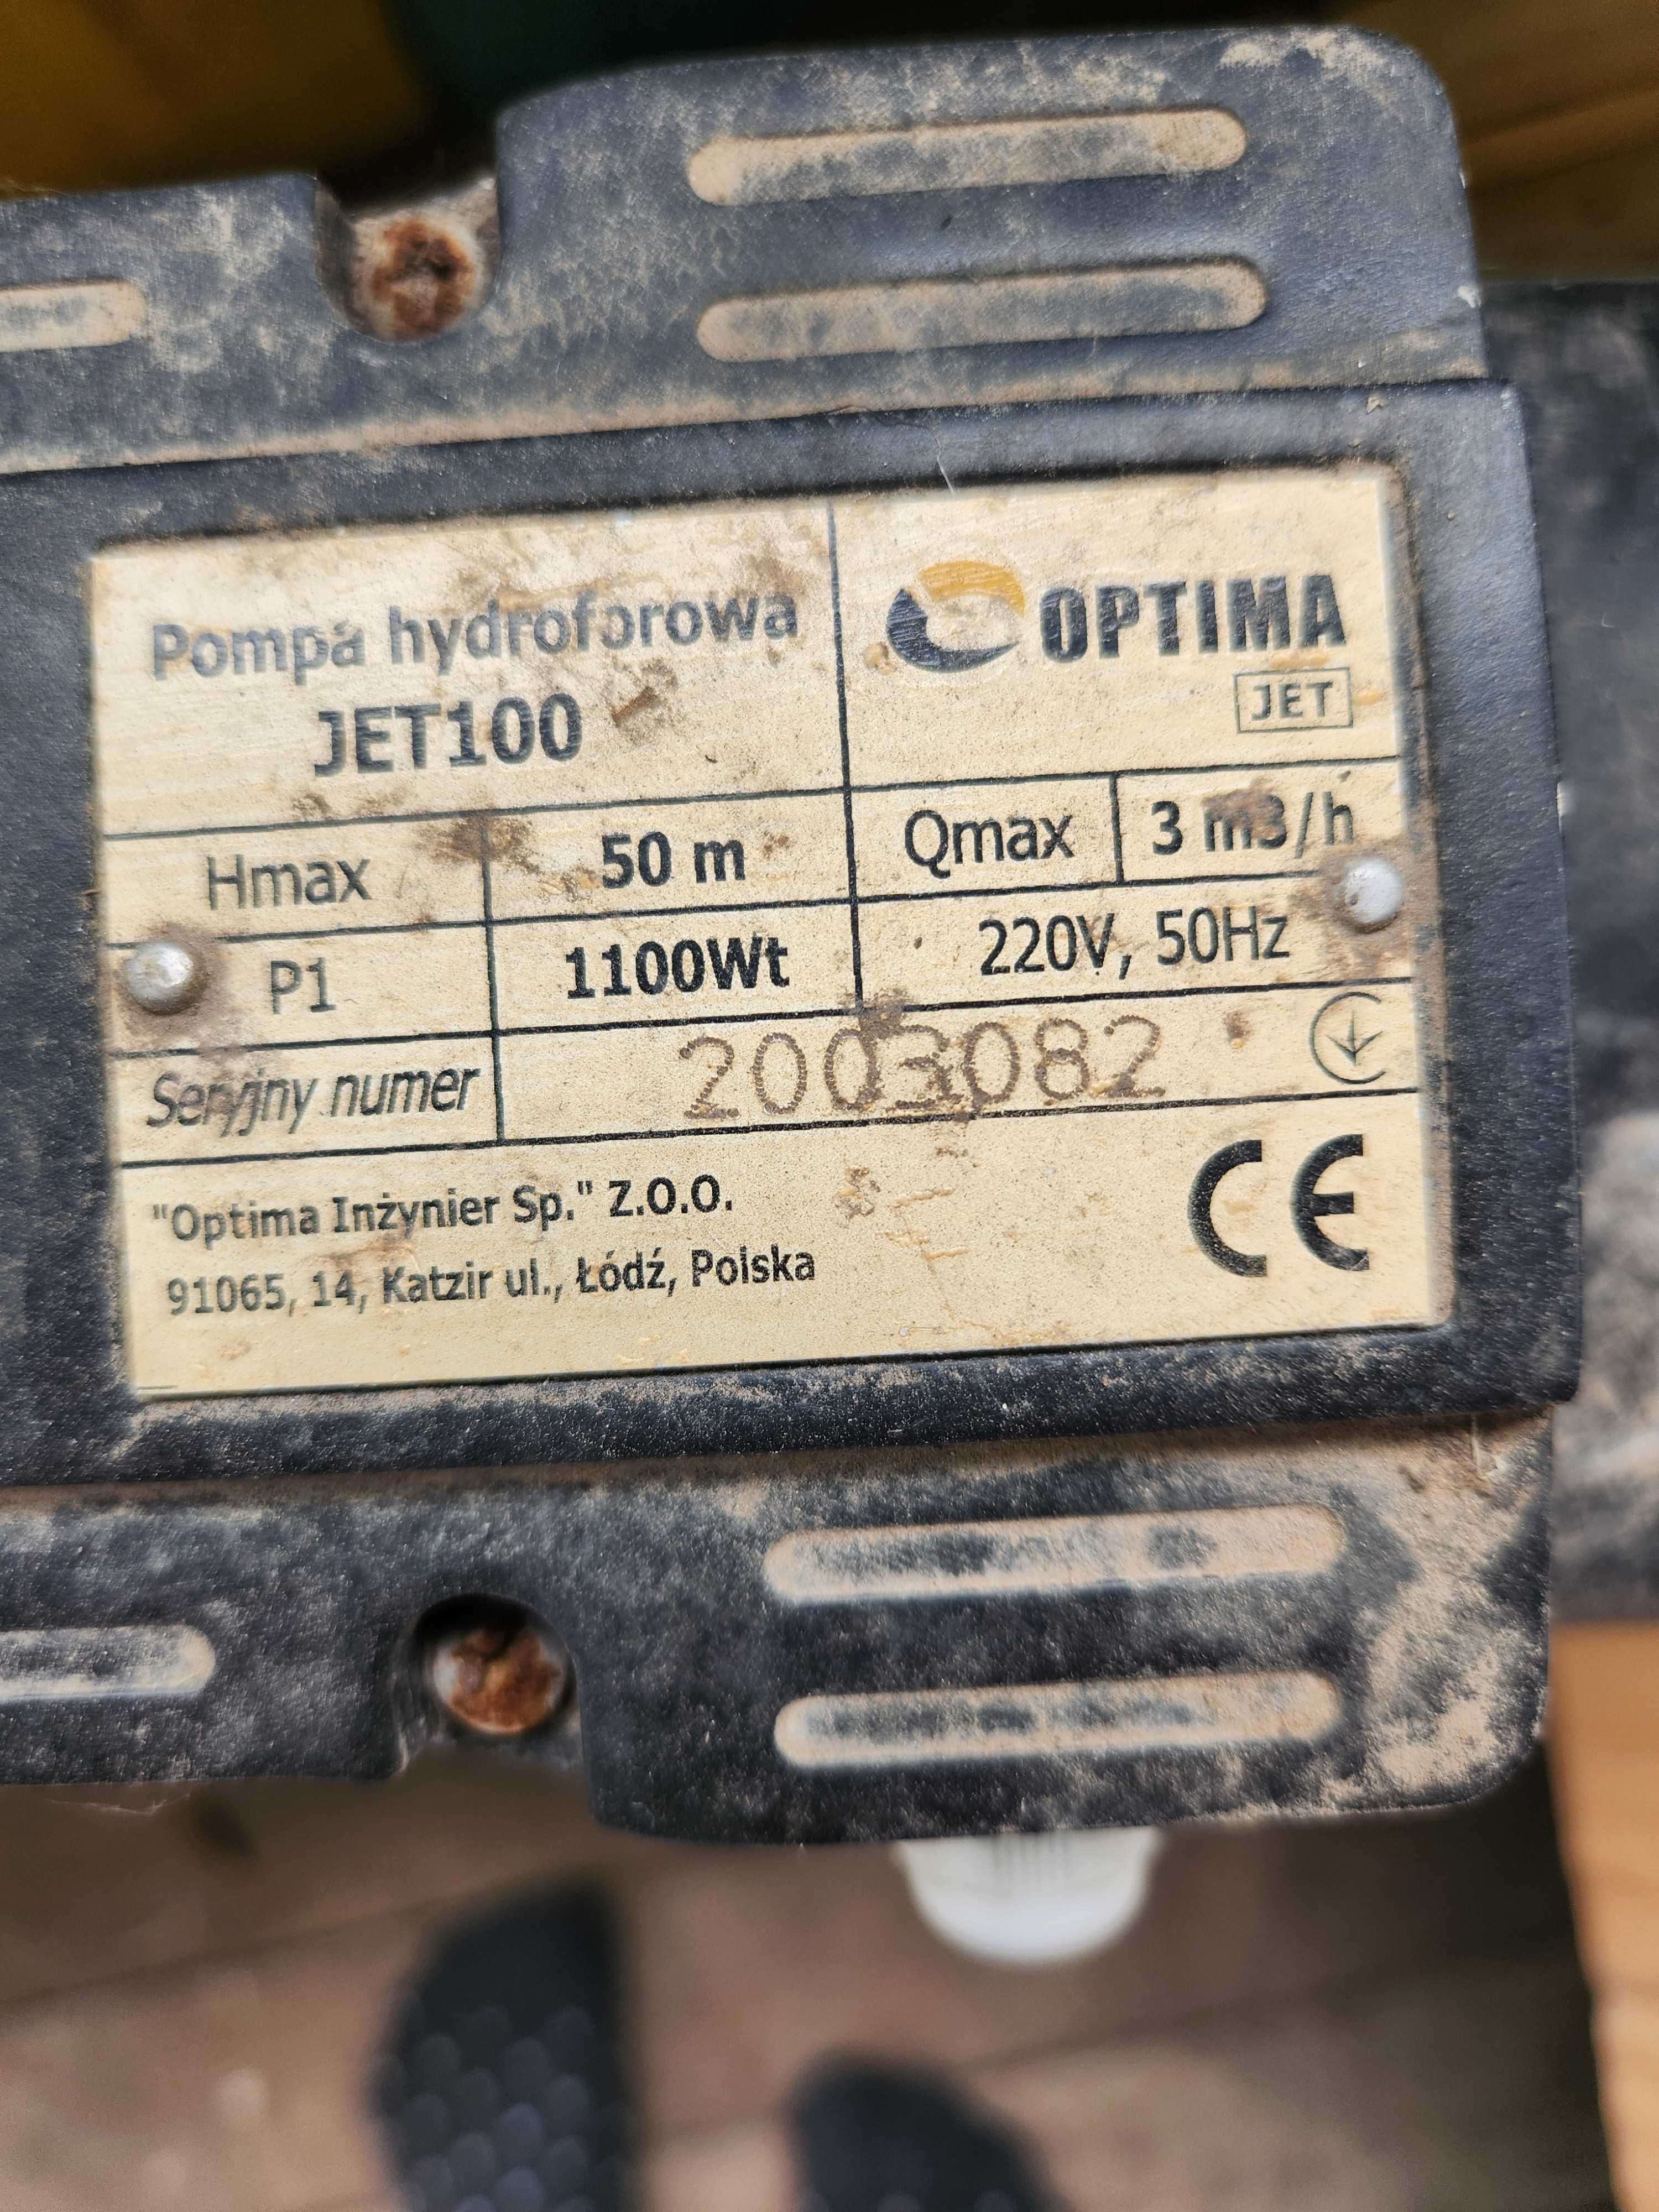 Pompa hydroforowa
JET100
OPTIMA
JET
Hmax 50 m Qmax 3 m3/h
P1 1100Wt 220V, 50Hz
Seryjny numer 2003082
"Optima Inżynier Sp." Z.O.O.
91065, 14, Katzir ul., Łódź, Polska
CE